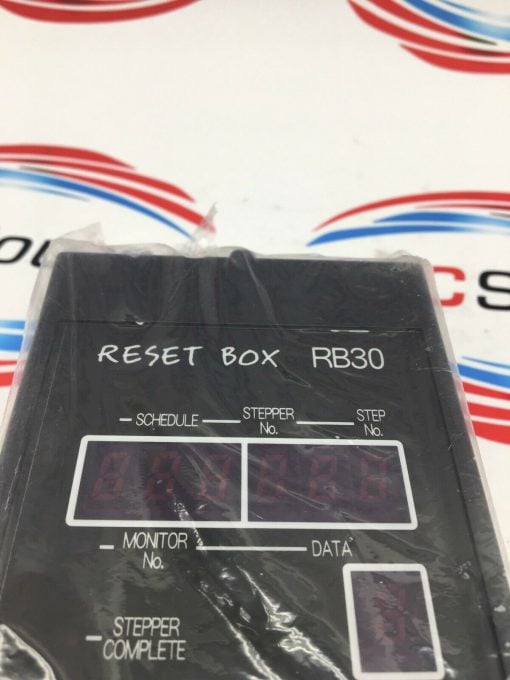 RESET BOX RB30
SCHEDULE STEPPER No. STEP No.
MONITOR No. DATA
STEPPER COMPLETE